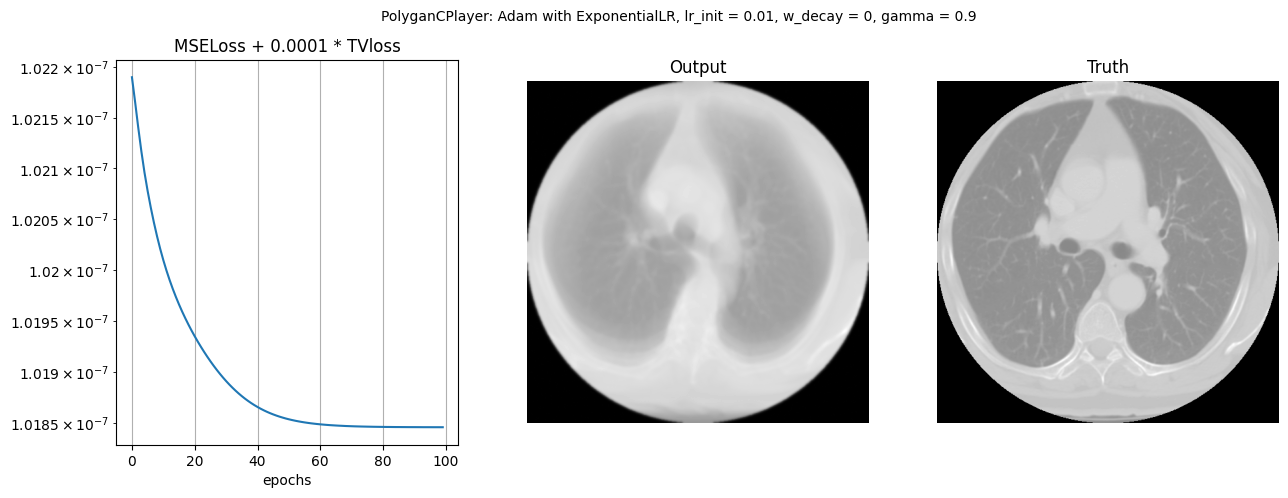 PolyganCPlayer: Adam with ExponentialLR, lr_init = 0.01, w_decay = 0, gamma = 0.9
MSELoss + 0.0001 * TVloss
1.022 × 10⁻⁷
1.0215 × 10⁻⁷
1.021 × 10⁻⁷
1.0205 × 10⁻⁷
1.02 × 10⁻⁷
1.0195 × 10⁻⁷
1.019 × 10⁻⁷
1.0185 × 10⁻⁷
0 20 40 60 80 100
epochs
Output
Truth